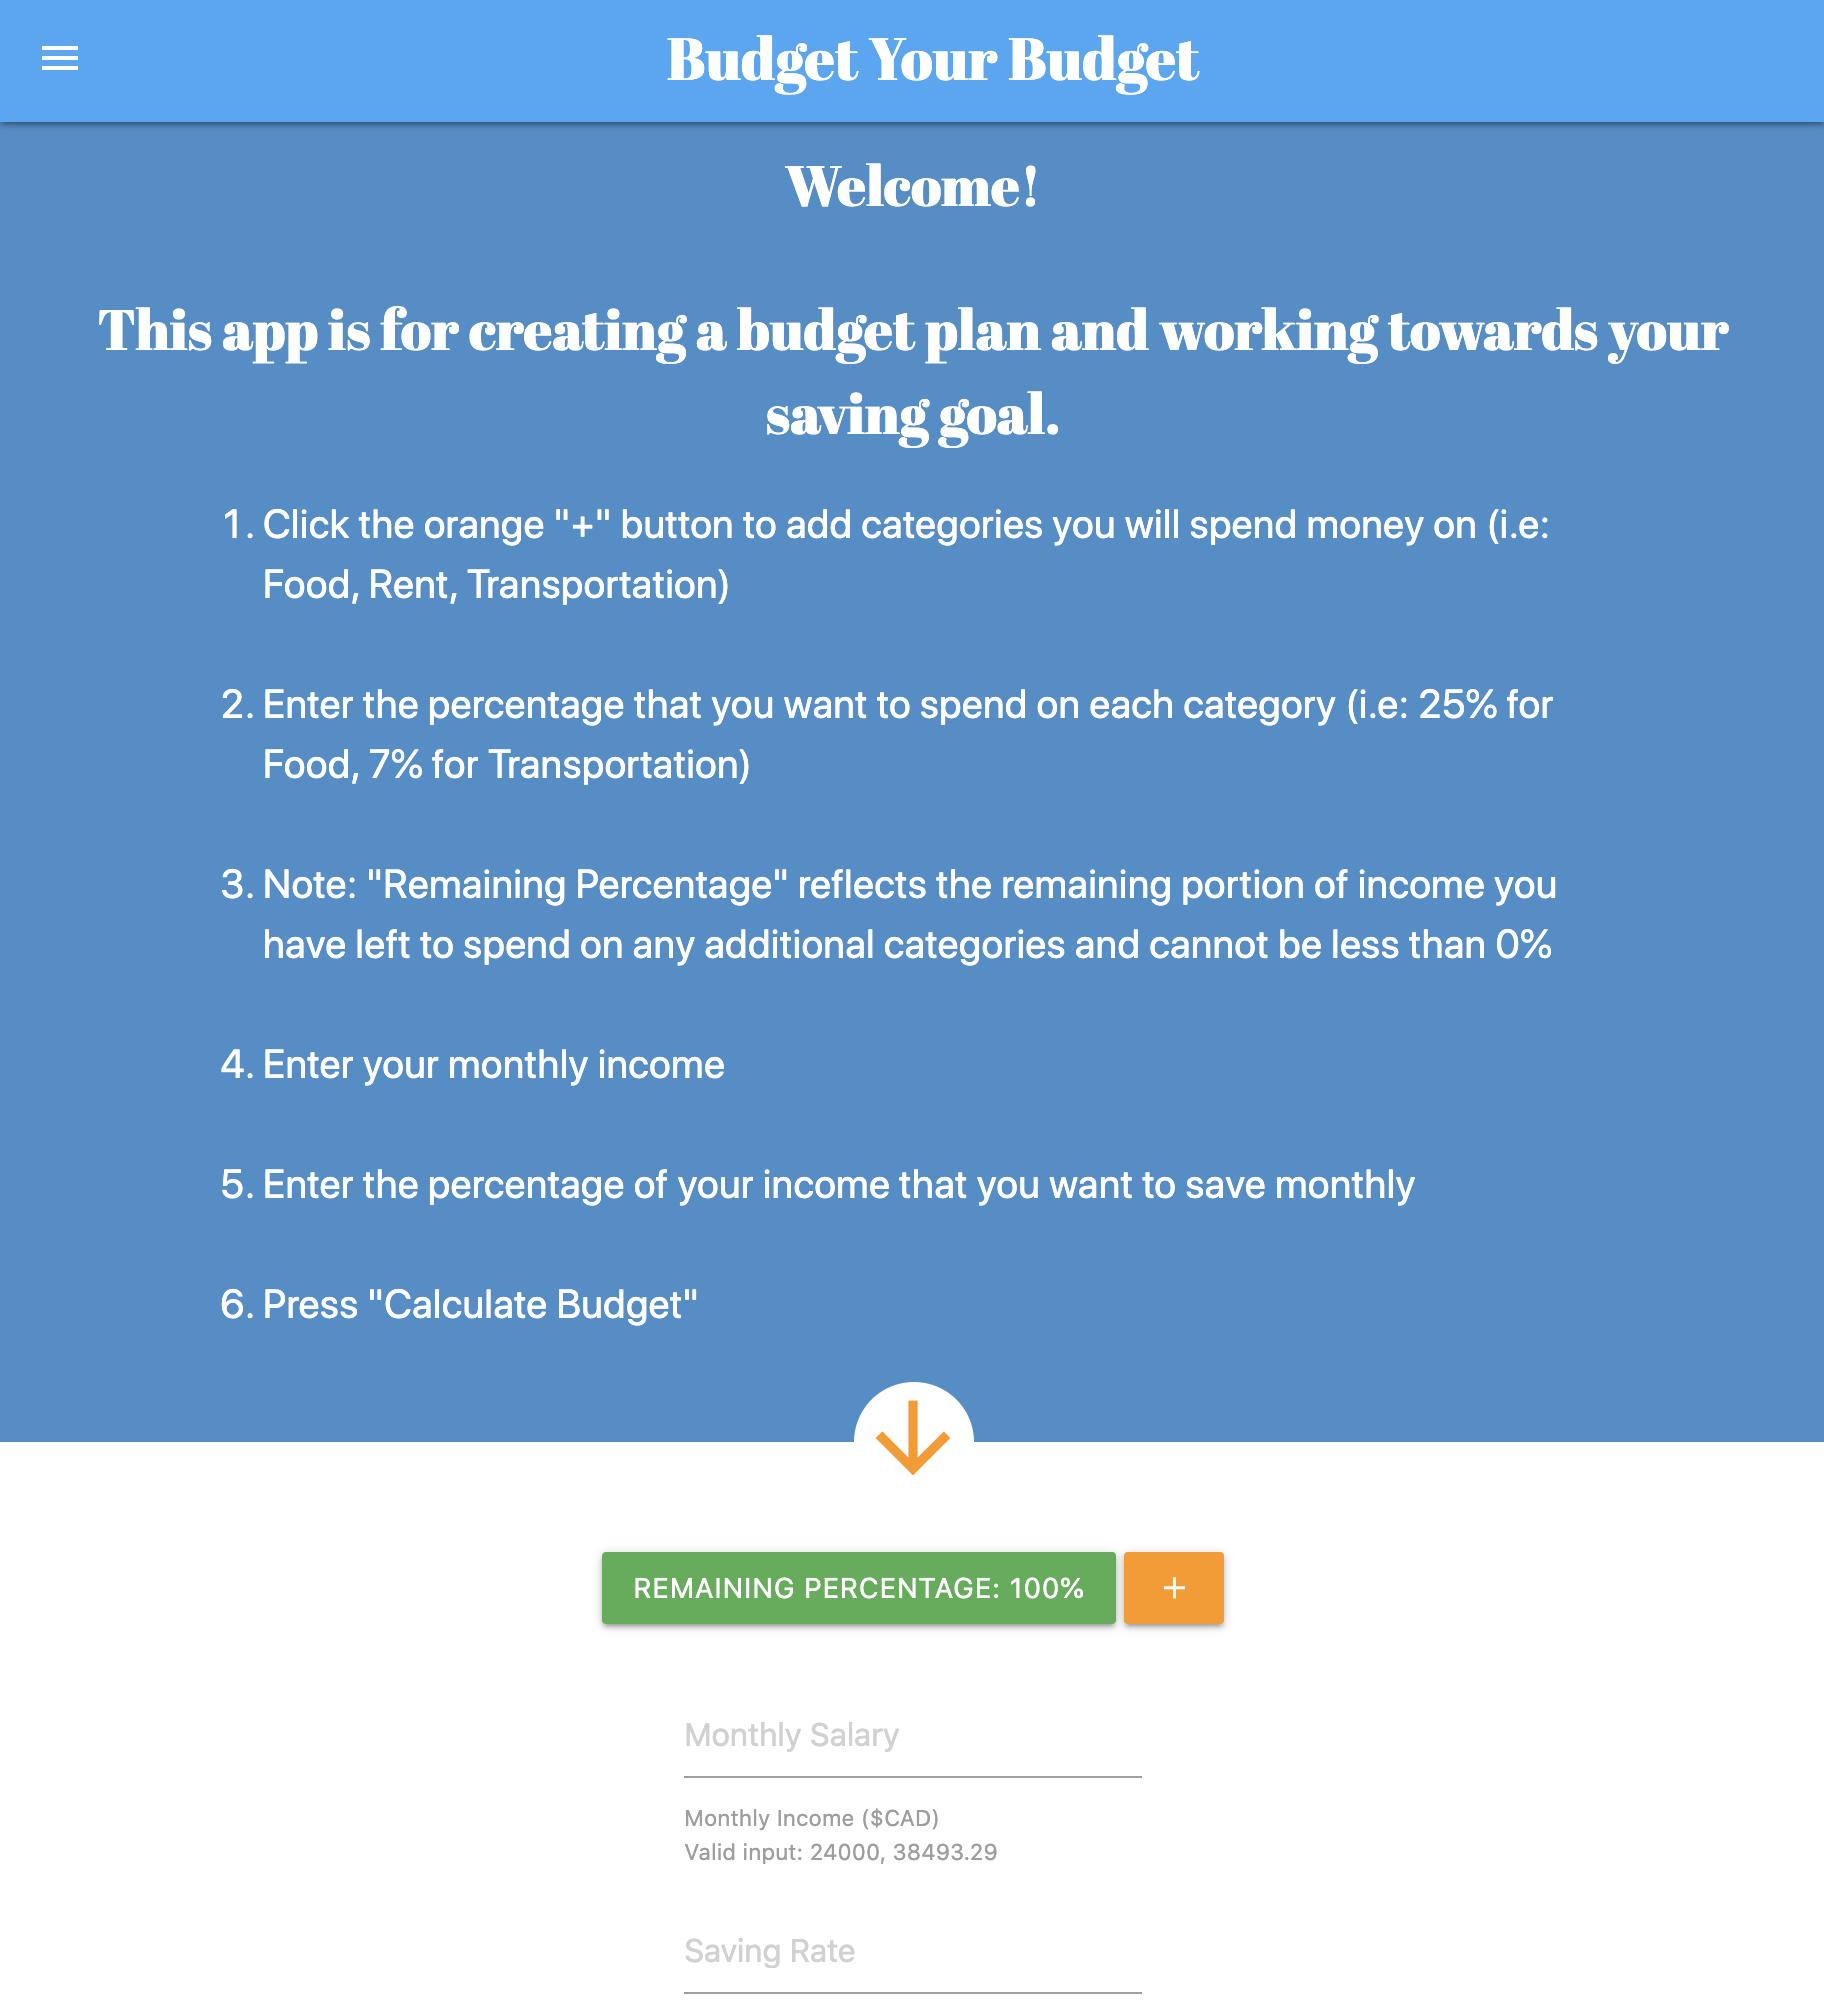 Budget Your Budget
Welcome!
This app is for creating a budget plan and working towards your
saving goal.
1. Click the orange "+" button to add categories you will spend money on (i.e:
Food, Rent, Transportation)
2. Enter the percentage that you want to spend on each category (i.e: 25% for
Food, 7% for Transportation)
3. Note: "Remaining Percentage" reflects the remaining portion of income you
have left to spend on any additional categories and cannot be less than 0%
4. Enter your monthly income
5. Enter the percentage of your income that you want to save monthly
6. Press "Calculate Budget"
REMAINING PERCENTAGE: 100% +
Monthly Salary
Monthly Income ($CAD)
Valid input: 24000, 38493.29
Saving Rate